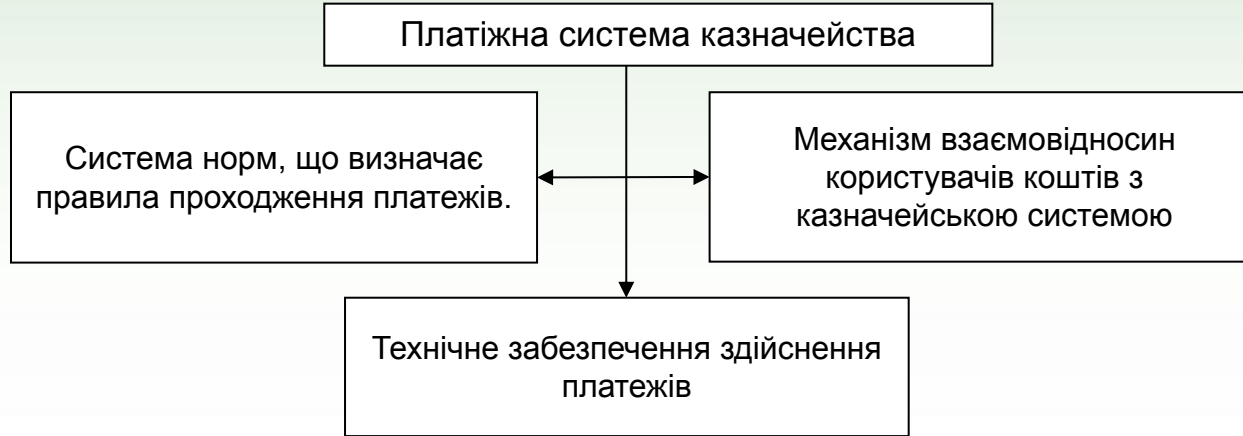 Платіжна система казначейства
Система норм, що визначає
правила проходження платежів.
Механізм взаємовідносин
користувачів коштів з
казначейською системою
Технічне забезпечення здійснення
платежів